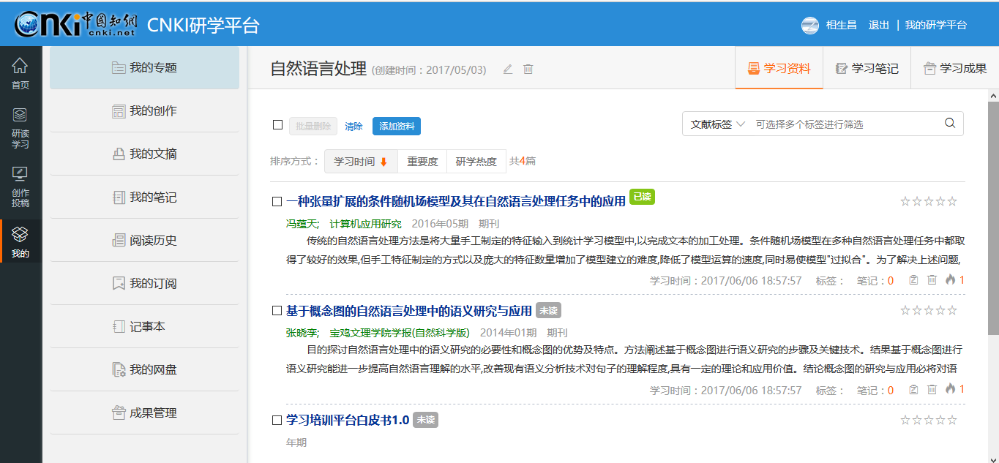 Cnki中国知网 cnki.net CNKI研学平台
相生昌 退出 | 我的研学平台
首页
研读
学习
创作
投稿
我的
我的专题
我的创作
我的文摘
我的笔记
阅读历史
我的订阅
记事本
我的网盘
成果管理
自然语言处理 (创建时间：2017/05/03)
学习资料 学习笔记 学习成果
批量删除 清除 添加资料
文献标签 可选择多个标签进行筛选
排序方式： 学习时间 重要度 研学热度 共4篇
一种张量扩展的条件随机场模型及其在自然语言处理任务中的应用 已读
冯蕴天; 计算机应用研究 2016年05期 期刊
传统的自然语言处理方法是将大量手工制定的特征输入到统计学习模型中,以完成文本的加工处理。条件随机场模型在多种自然语言处理任务中都取
得了较好的效果,但手工特征制定的方式以及庞大的特征数量增加了模型建立的难度,降低了模型运算的速度,同时易使模型"过拟合"。为了解决上述问题,
学习时间：2017/06/06 18:57:57 标签： 笔记：0 1
基于概念图的自然语言处理中的语义研究与应用 未读
张晓孪; 宝鸡文理学院学报(自然科学版) 2014年01期 期刊
目的探讨自然语言处理中的语义研究的必要性和概念图的优势及特点。方法阐述基于概念图进行语义研究的步骤及关键技术。结果基于概念图进行
语义研究能进一步提高自然语言理解的水平,改善现有语义分析技术对句子的理解程度,具有一定的理论和应用价值。结论概念图的研究与应用必将对语
学习时间：2017/06/06 18:57:57 标签： 笔记：0 1
学习培训平台白皮书1.0 未读
年期